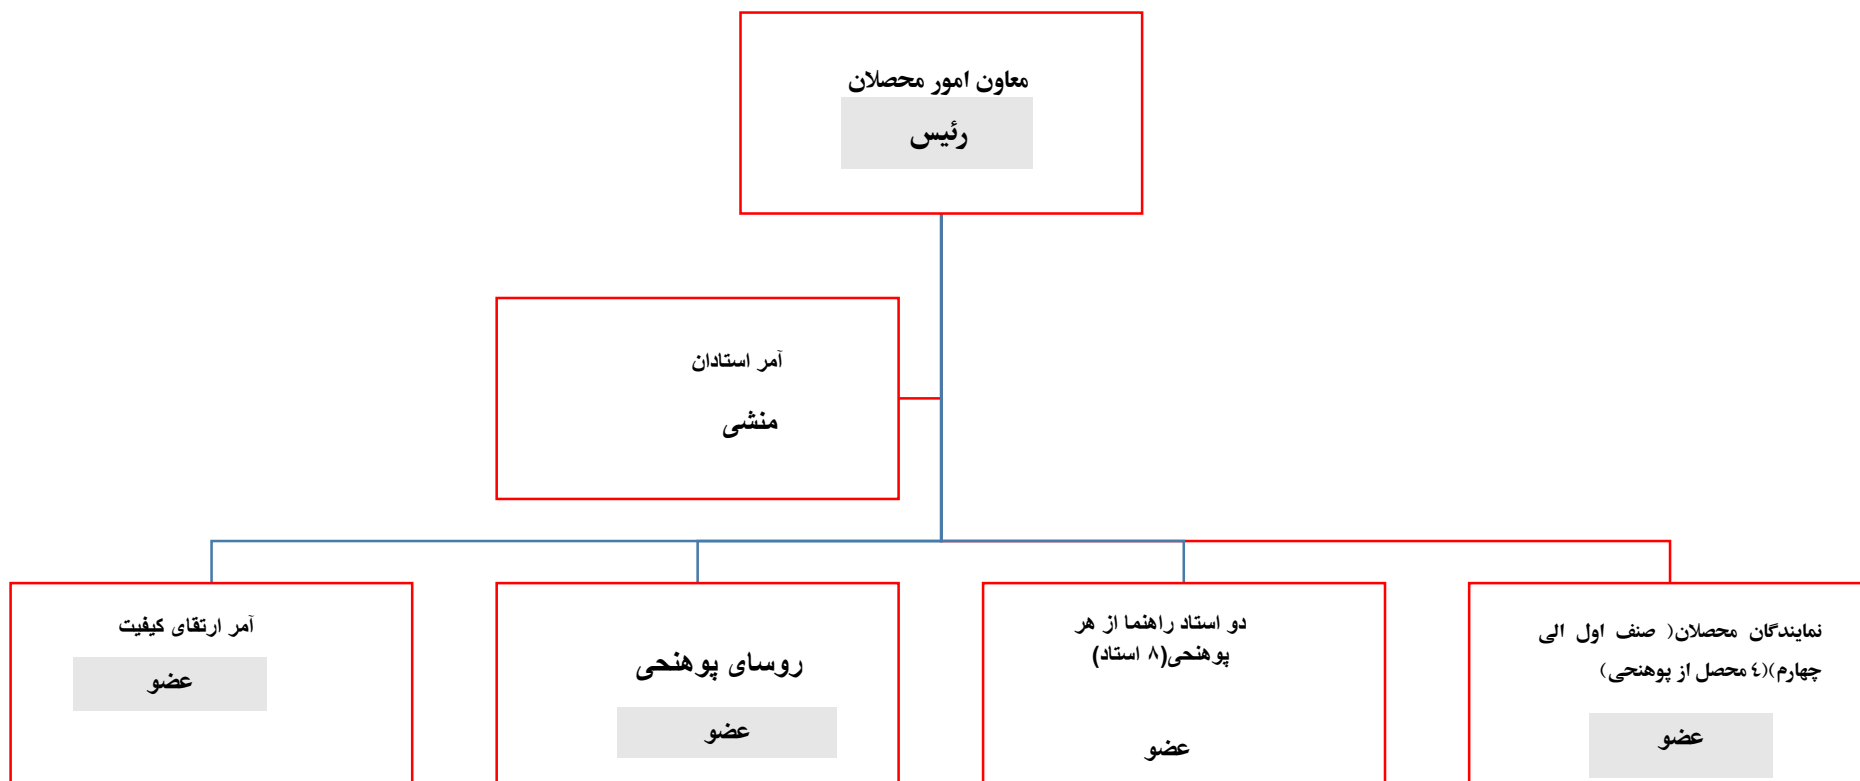 معاون امور محصلان
رئیس
آمر استادان
منشی
نمایندگان محصلان( صنف اول الی
چهارم)(٤ محصل از پوهنحی)
عضو
دو استاد راهنما از هر
پوهنحی(۸ استاد)
عضو
روسای پوهنحی
عضو
آمر ارتقای کیفیت
عضو